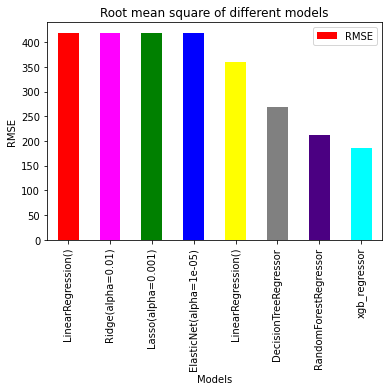 Root mean square of different models
RMSE
400
350
300
250
200
150
100
50
0
RMSE
LinearRegression()
Ridge(alpha=0.01)
Lasso(alpha=0.001)
ElasticNet(alpha=1e-05)
LinearRegression()
DecisionTreeRegressor
RandomForestRegressor
xgb_regressor
Models